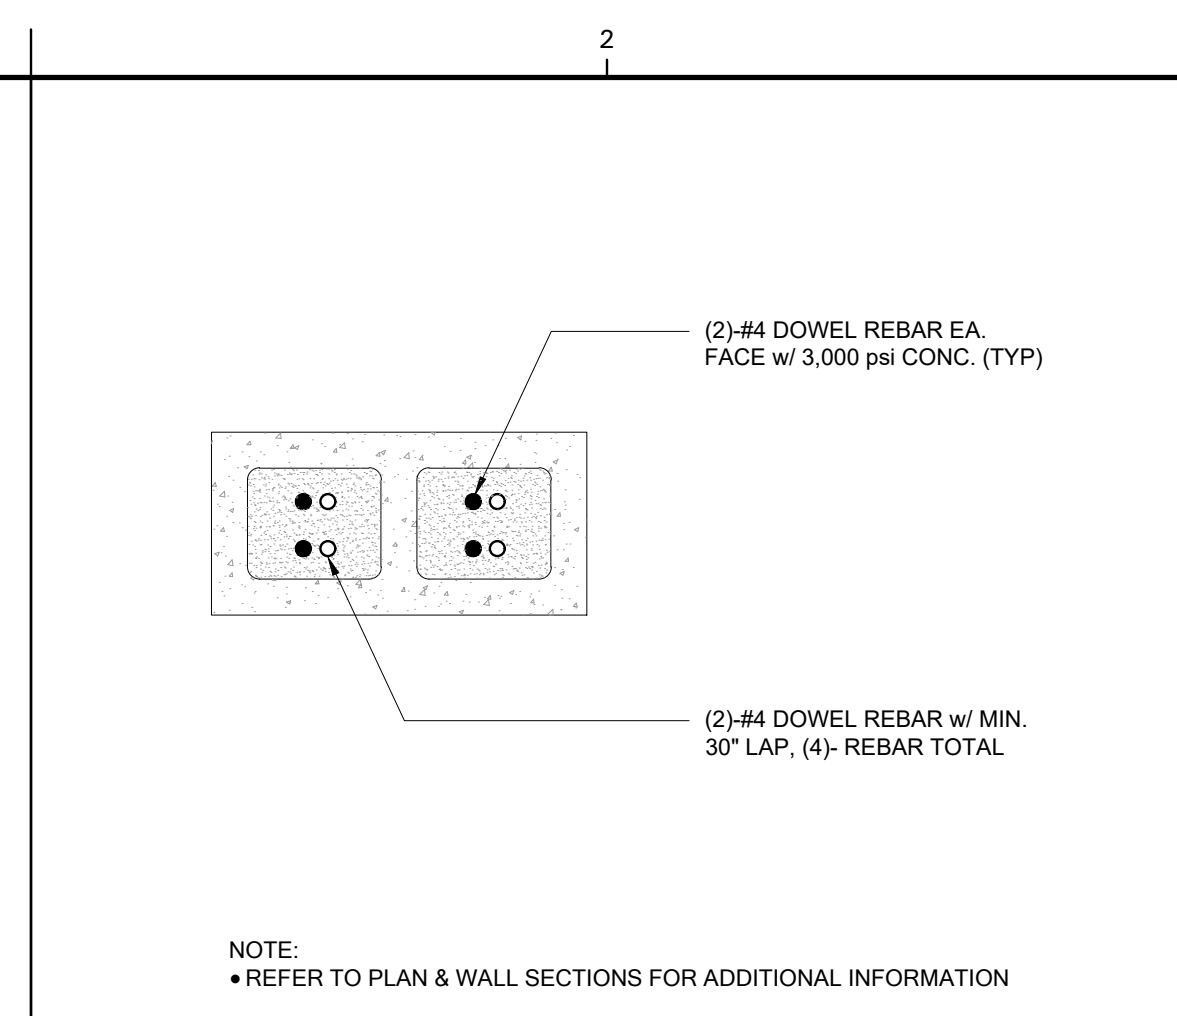 2
(2)-#4 DOWEL REBAR EA.
FACE w/ 3,000 psi CONC. (TYP)
(2)-#4 DOWEL REBAR w/ MIN.
30" LAP, (4)- REBAR TOTAL
NOTE:
• REFER TO PLAN & WALL SECTIONS FOR ADDITIONAL INFORMATION